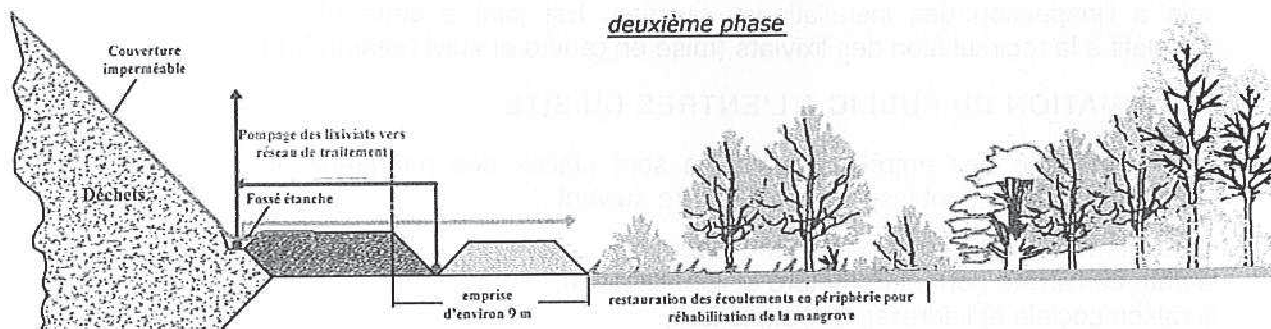 deuxième phase
Couverture
imperméable
Pompage des lixiviats vers
réseau de traitement
Déchets
Fossé étanche
emprise
d'environ 9 m
restauration des écoulements en périphérie pour
réhabilitation de la mangrove